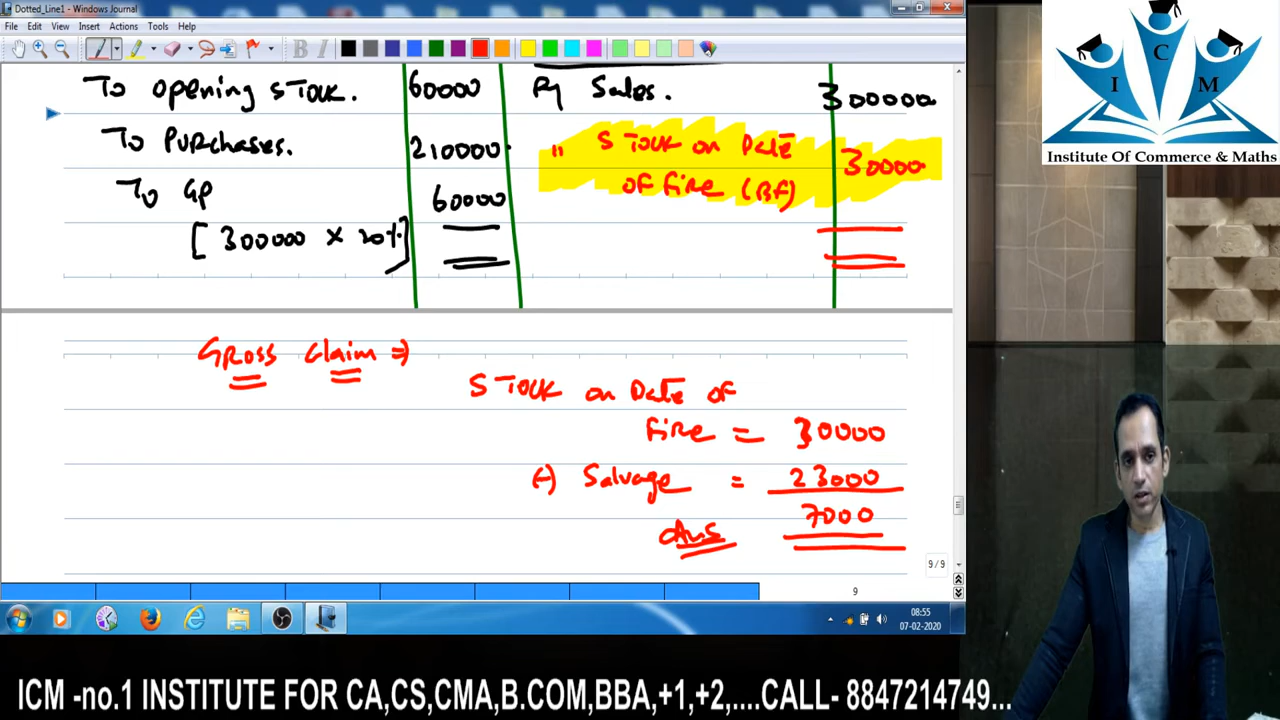 Dotted_Line1 - Windows Journal
File Edit View Insert Actions Tools Help
To opening STOCK. 60000 By Sales. 300000
To PURchases. 210000 " STOCK on Date 30000
To GP 60000 OF Fire (BF)
[300000 x 20%]
GROSS Claim ⇒
STOCK on Date OF
Fire = 30000
(-) Salvage = 23000
Ans 7000
9/9
9
08:55
07-02-2020
I C M
Institute Of Commerce & Maths
ICM -no.1 INSTITUTE FOR CA,CS,CMA,B.COM,BBA,+1,+2,....CALL- 8847214749...